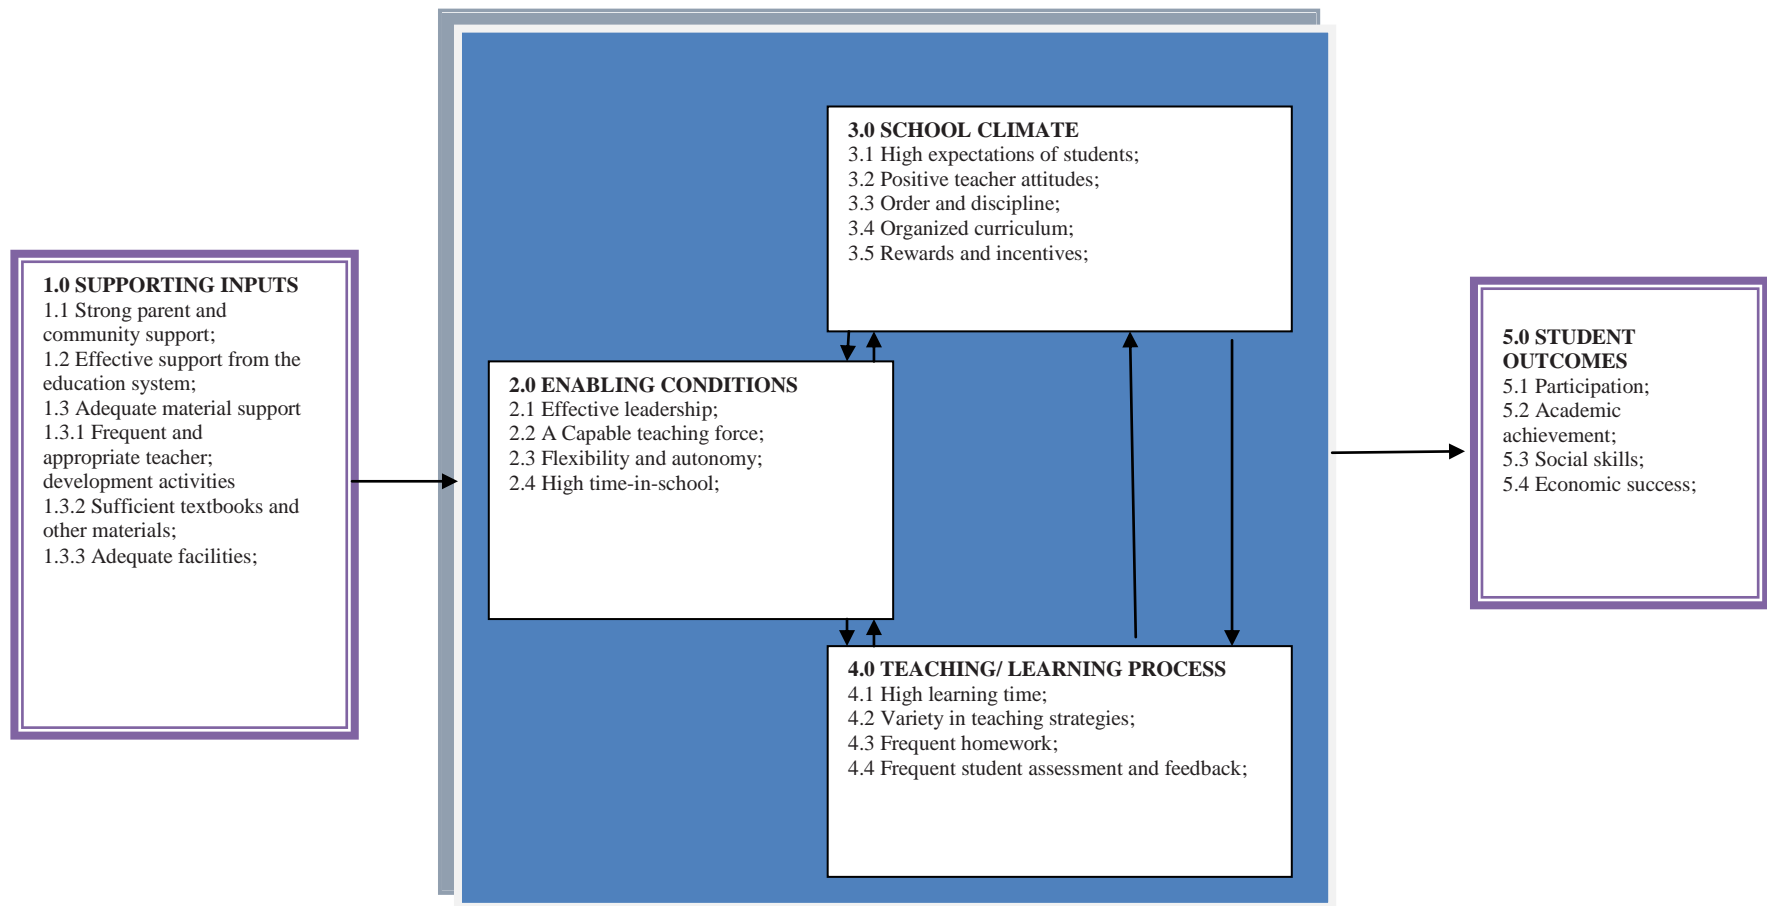 1.0 SUPPORTING INPUTS
1.1 Strong parent and
community support;
1.2 Effective support from the
education system;
1.3 Adequate material support
1.3.1 Frequent and
appropriate teacher;
development activities
1.3.2 Sufficient textbooks and
other materials;
1.3.3 Adequate facilities;
2.0 ENABLING CONDITIONS
2.1 Effective leadership;
2.2 A Capable teaching force;
2.3 Flexibility and autonomy;
2.4 High time-in-school;
3.0 SCHOOL CLIMATE
3.1 High expectations of students;
3.2 Positive teacher attitudes;
3.3 Order and discipline;
3.4 Organized curriculum;
3.5 Rewards and incentives;
4.0 TEACHING/ LEARNING PROCESS
4.1 High learning time;
4.2 Variety in teaching strategies;
4.3 Frequent homework;
4.4 Frequent student assessment and feedback;
5.0 STUDENT
OUTCOMES
5.1 Participation;
5.2 Academic
achievement;
5.3 Social skills;
5.4 Economic success;